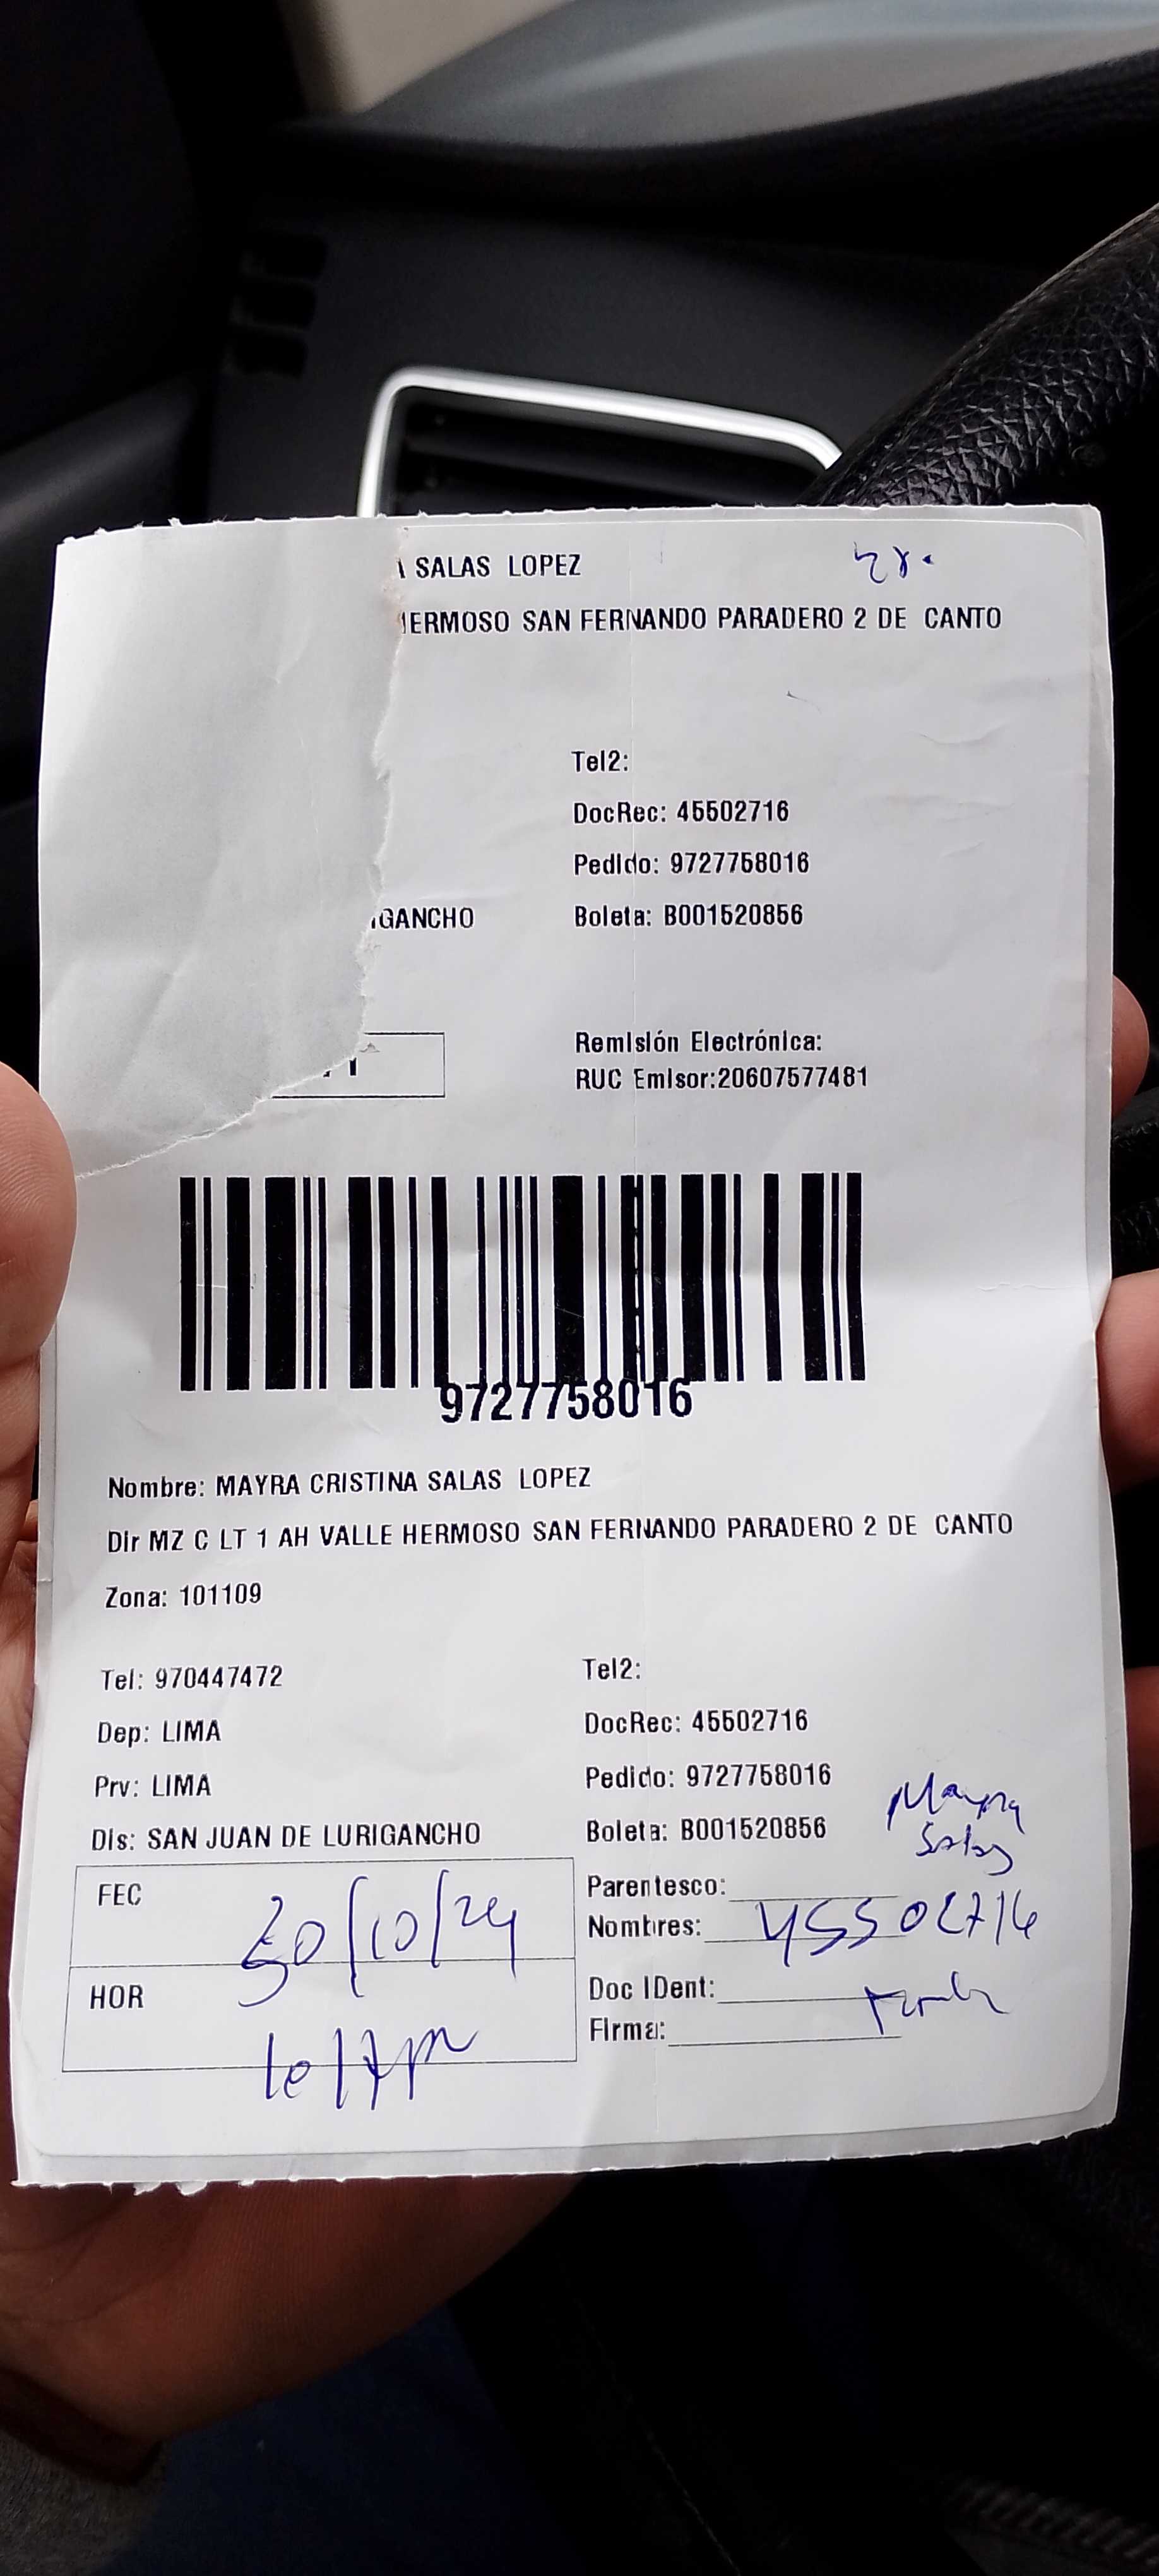 SALAS LOPEZ
HERMOSO SAN FERNANDO PARADERO 2 DE CANTO
Tel2:
DocRec: 45502716
Pedido: 9727758016
IGANCHO
Boleta: B001520856
Remisión Electrónica:
RUC Emisor:20607577481
9727758016
Nombre: MAYRA CRISTINA SALAS LOPEZ
Dir MZ C LT 1 AH VALLE HERMOSO SAN FERNANDO PARADERO 2 DE CANTO
Zona: 101109
Tel: 970447472
Tel2:
Dep: LIMA
DocRec: 45502716
Prv: LIMA
Pedido: 9727758016
Dis: SAN JUAN DE LURIGANCHO
Boleta: B001520856
Mayra
Salas
FEC 30/10/24
Parentesco:
Nombres: 45502716
HOR
Doc IDent:
Firma: